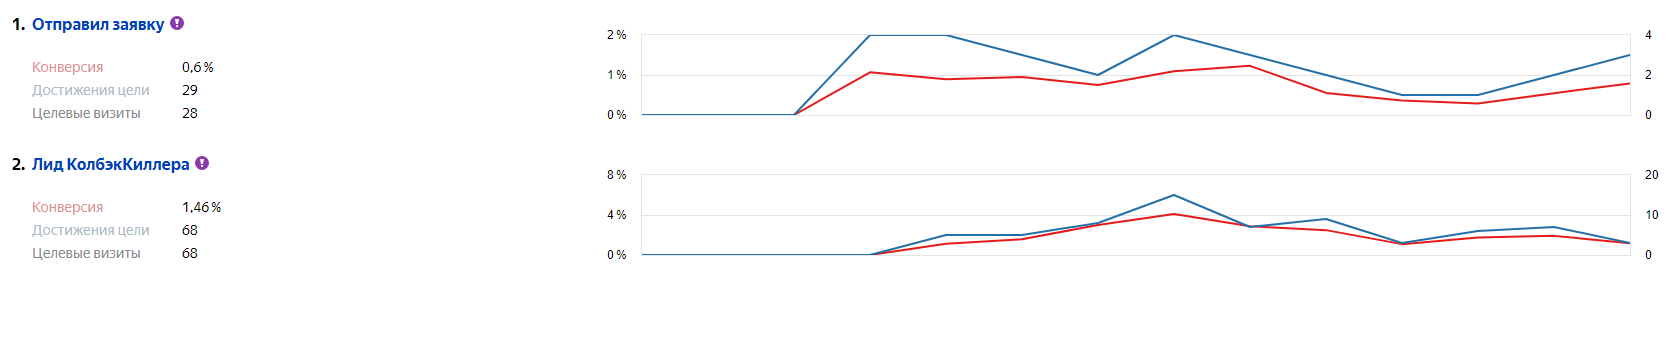 1. Отправил заявку
Конверсия 0,6 %
Достижения цели 29
Целевые визиты 28
2 %
1 %
0 %
4
2
0
2. Лид КолбэкКиллера
Конверсия 1,46 %
Достижения цели 68
Целевые визиты 68
8 %
4 %
0 %
20
10
0